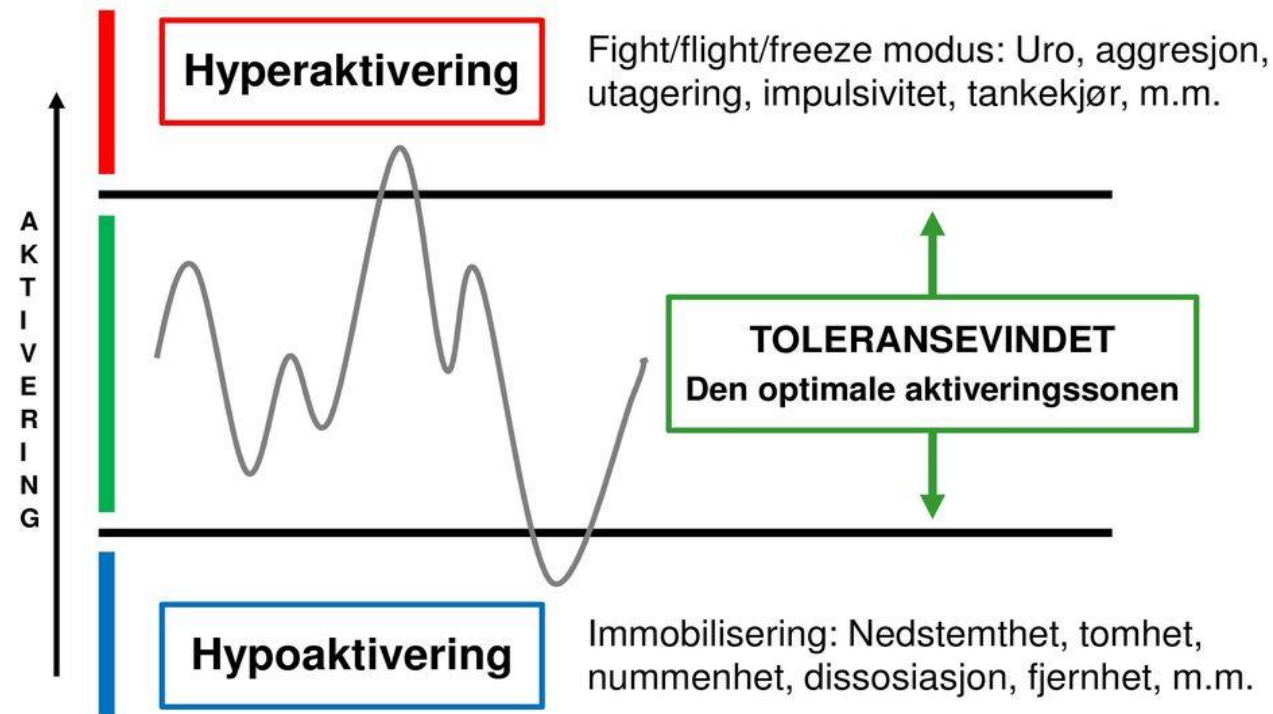 Hyperaktivering
Fight/flight/freeze modus: Uro, aggresjon,
utagering, impulsivitet, tankekjør, m.m.
AKTIVERING
TOLERANSEVINDET
Den optimale aktiveringssonen
Hypoaktivering
Immobilisering: Nedstemthet, tomhet,
nummenhet, dissosiasjon, fjernhet, m.m.